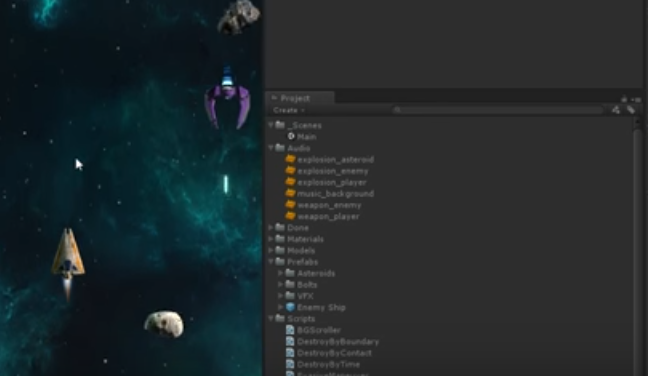 Project
Create
_Scenes
Main
Audio
explosion_asteroid
explosion_enemy
explosion_player
music_background
weapon_enemy
weapon_player
Done
Materials
Models
Prefabs
Asteroids
Bolts
VFX
Enemy Ship
Scripts
BGScroller
DestroyByBoundary
DestroyByContact
DestroyByTime